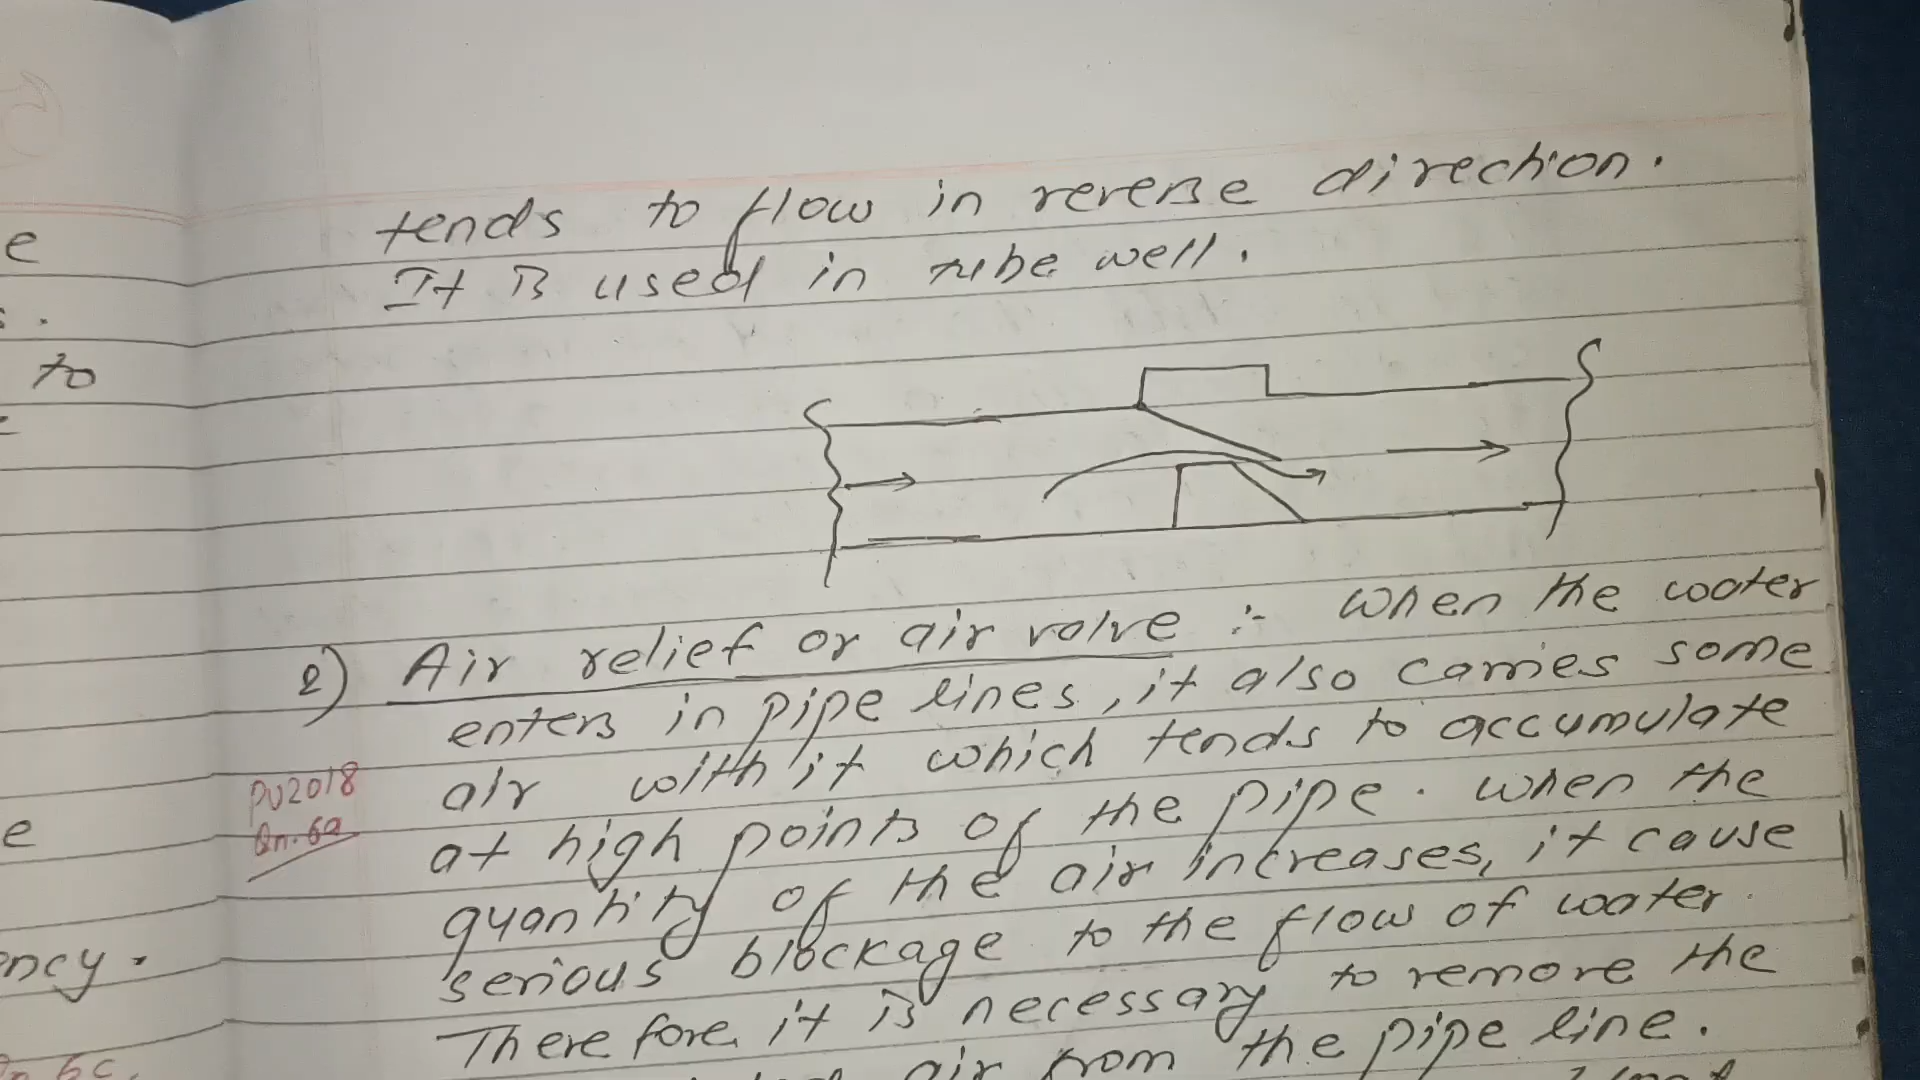 e
s.
to
e
ency.
6c.
tends to flow in reverse direction.
It is used in tube well.
2) Air relief or air valve :- When the water
enters in pipe lines, it also carries some
air with it which tends to accumulate
PU2018
Qn.6a
at high points of the pipe. When the
quantity of the air increases, it cause
serious blockage to the flow of water.
Therefore it is necessary to remove the
air from the pipe line.